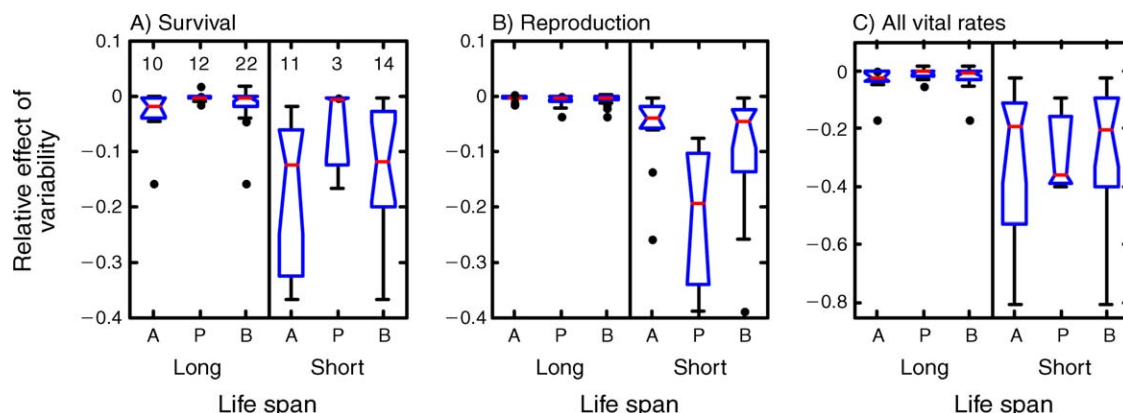 A) Survival
B) Reproduction
C) All vital rates
Relative effect of
variability
0.1
0
−0.1
−0.2
−0.3
−0.4
10 12 22 11 3 14
A P B A P B
Long Short
Life span
0.1
0
−0.1
−0.2
−0.3
−0.4
A P B A P B
Long Short
Life span
0
−0.2
−0.4
−0.6
−0.8
A P B A P B
Long Short
Life span